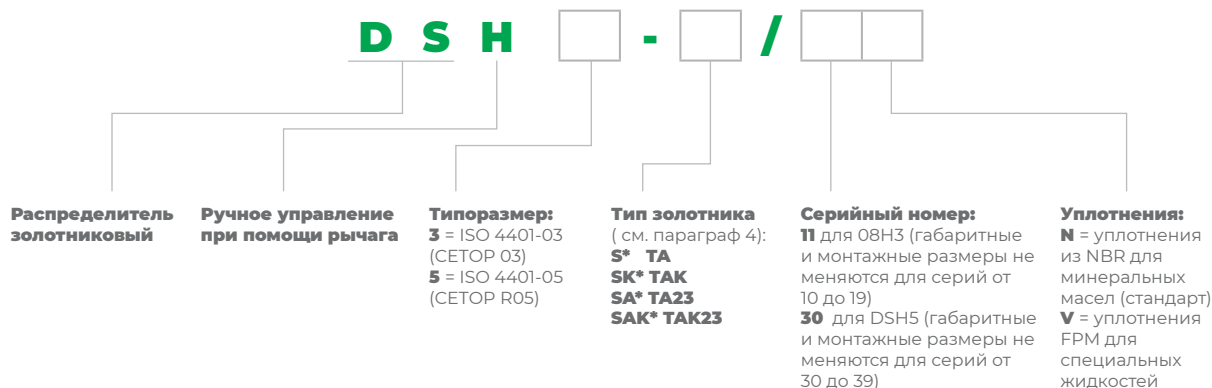 D S H - /
Распределитель
золотниковый
Ручное управление
при помощи рычага
Типоразмер:
3 = ISO 4401-03
(CETOP 03)
5 = ISO 4401-05
(CETOP R05)
Тип золотника
( см. параграф 4):
S* TA
SK* TAK
SA* TA23
SAK* TAK23
Серийный номер:
11 для 08H3 (габаритные
и монтажные размеры не
меняются для серий от
10 до 19)
30 для DSH5 (габаритные
и монтажные размеры не
меняются для серий от
30 до 39)
Уплотнения:
N = уплотнения
из NBR для
минеральных
масел (стандарт)
V = уплотнения
FPM для
специальных
жидкостей